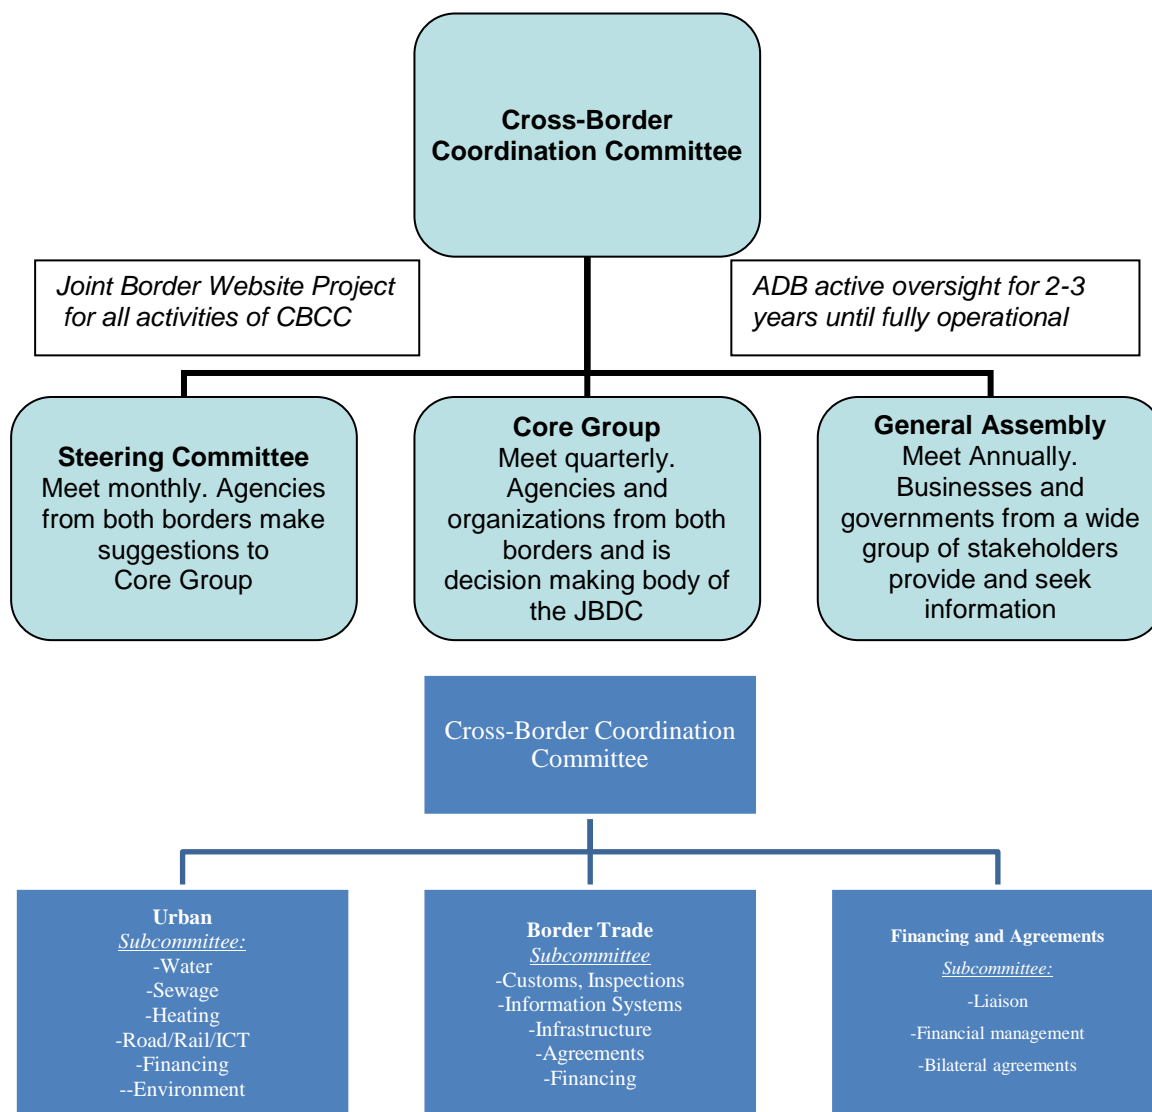 Cross-Border
Coordination Committee
Joint Border Website Project
for all activities of CBCC
ADB active oversight for 2-3
years until fully operational
Steering Committee
Meet monthly. Agencies
from both borders make
suggestions to
Core Group
Core Group
Meet quarterly.
Agencies and
organizations from both
borders and is
decision making body of
the JBDC
General Assembly
Meet Annually.
Businesses and
governments from a wide
group of stakeholders
provide and seek
information
Cross-Border Coordination
Committee
Urban
Subcommittee:
-Water
-Sewage
-Heating
-Road/Rail/ICT
-Financing
--Environment
Border Trade
Subcommittee
-Customs, Inspections
-Information Systems
-Infrastructure
-Agreements
-Financing
Financing and Agreements
Subcommittee:
-Liaison
-Financial management
-Bilateral agreements